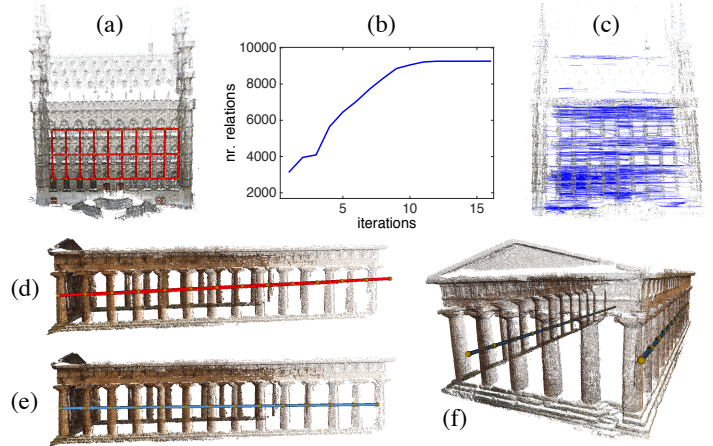 (a)
(b)
(c)
10000
8000
6000
4000
2000
nr. relations
5
10
15
iterations
(d)
(e)
(f)